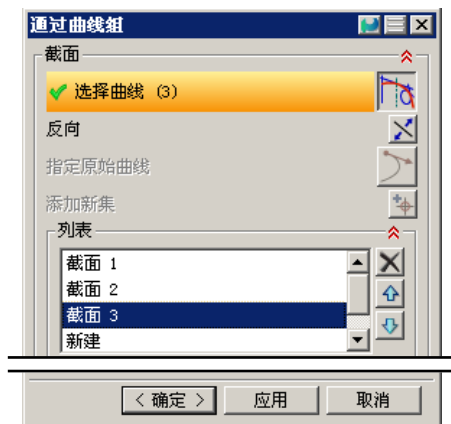 通过曲线组
截面
选择曲线 (3)
反向
指定原始曲线
添加新集
列表
截面 1
截面 2
截面 3
新建
< 确定 >
应用
取消